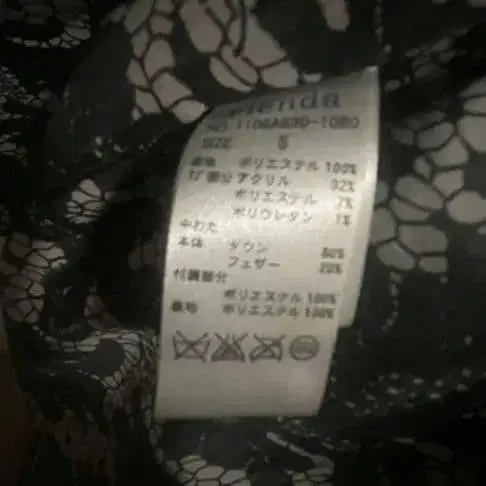 SIZE S
表地 ポリエステル 100%
ﾘﾌﾞ部分 アクリル 92%
ポリエステル 7%
ポリウレタン 1%
中わた
本体 ダウン 80%
フェザー 20%
付属部分
ポリエステル 100%
裏地 ポリエステル 100%